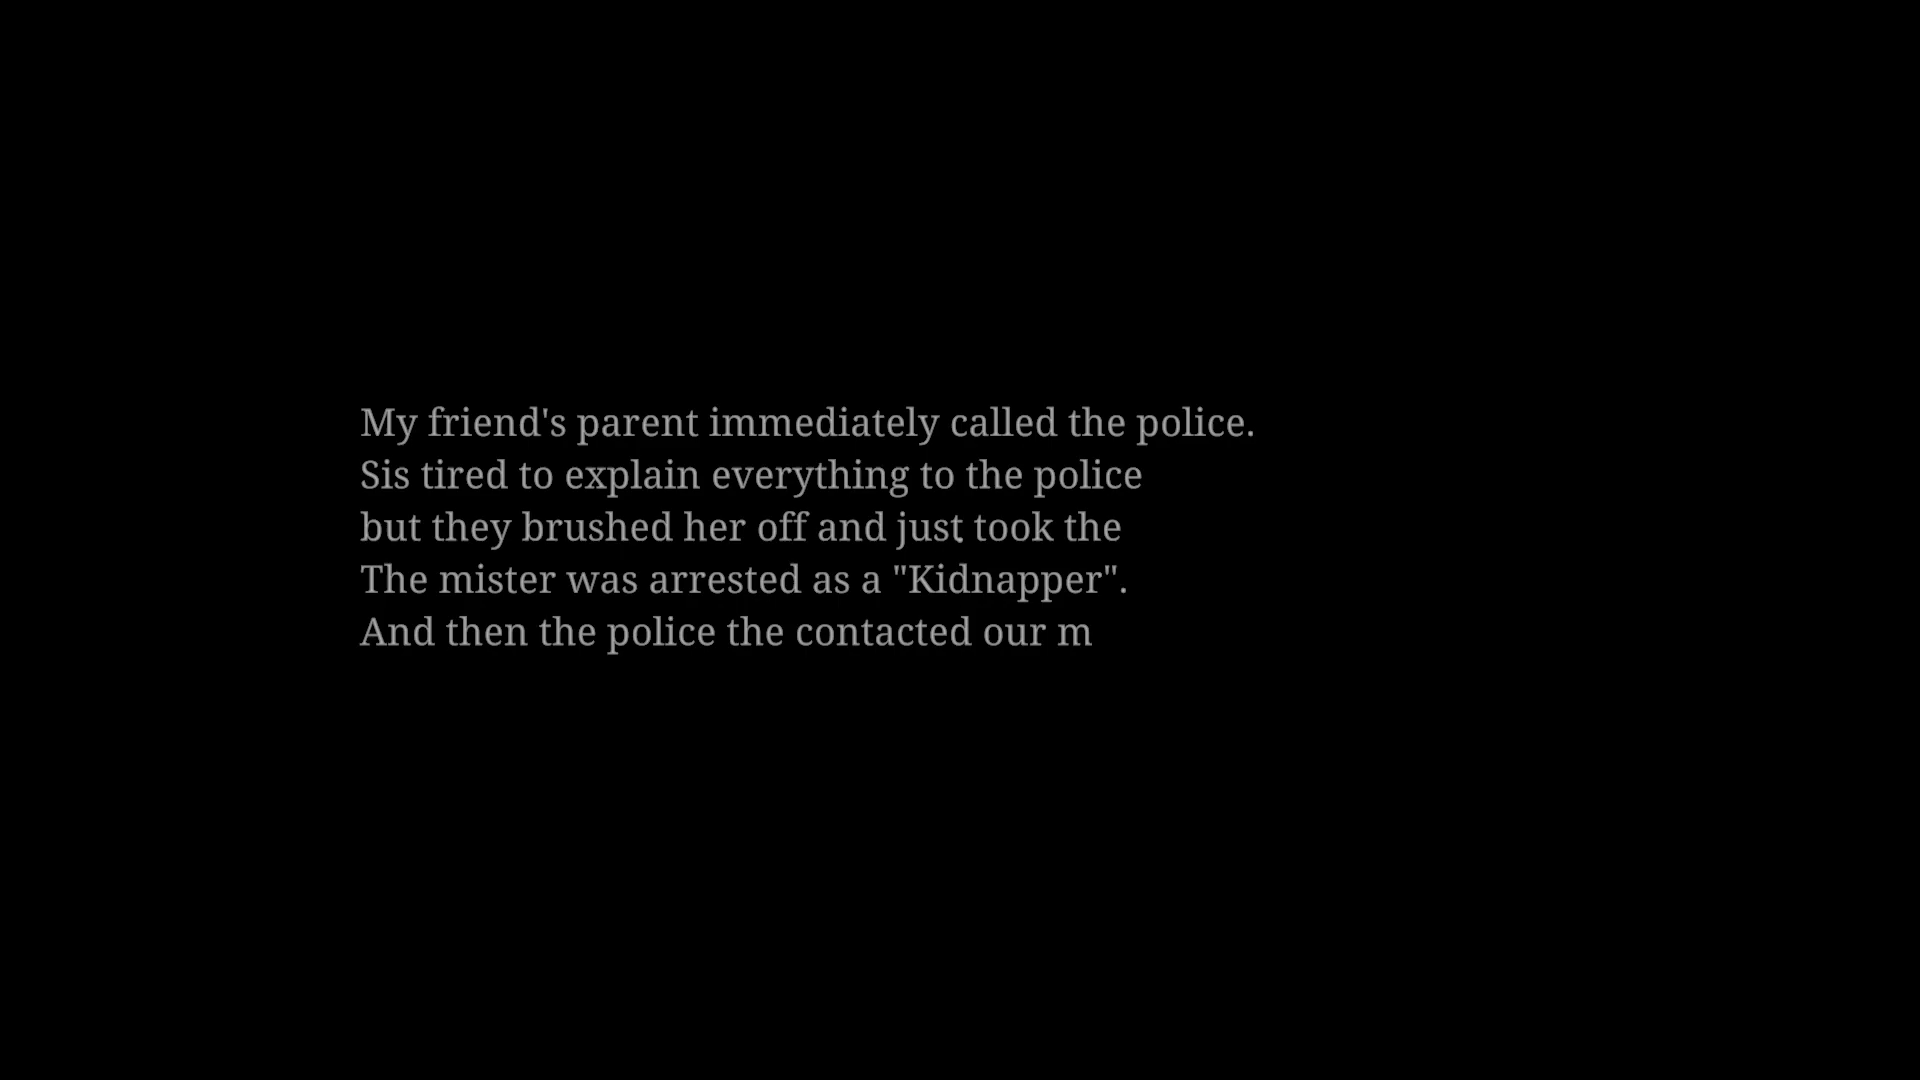 My friend's parent immediately called the police.
Sis tired to explain everything to the police
but they brushed her off and just took the
The mister was arrested as a "Kidnapper".
And then the police the contacted our m